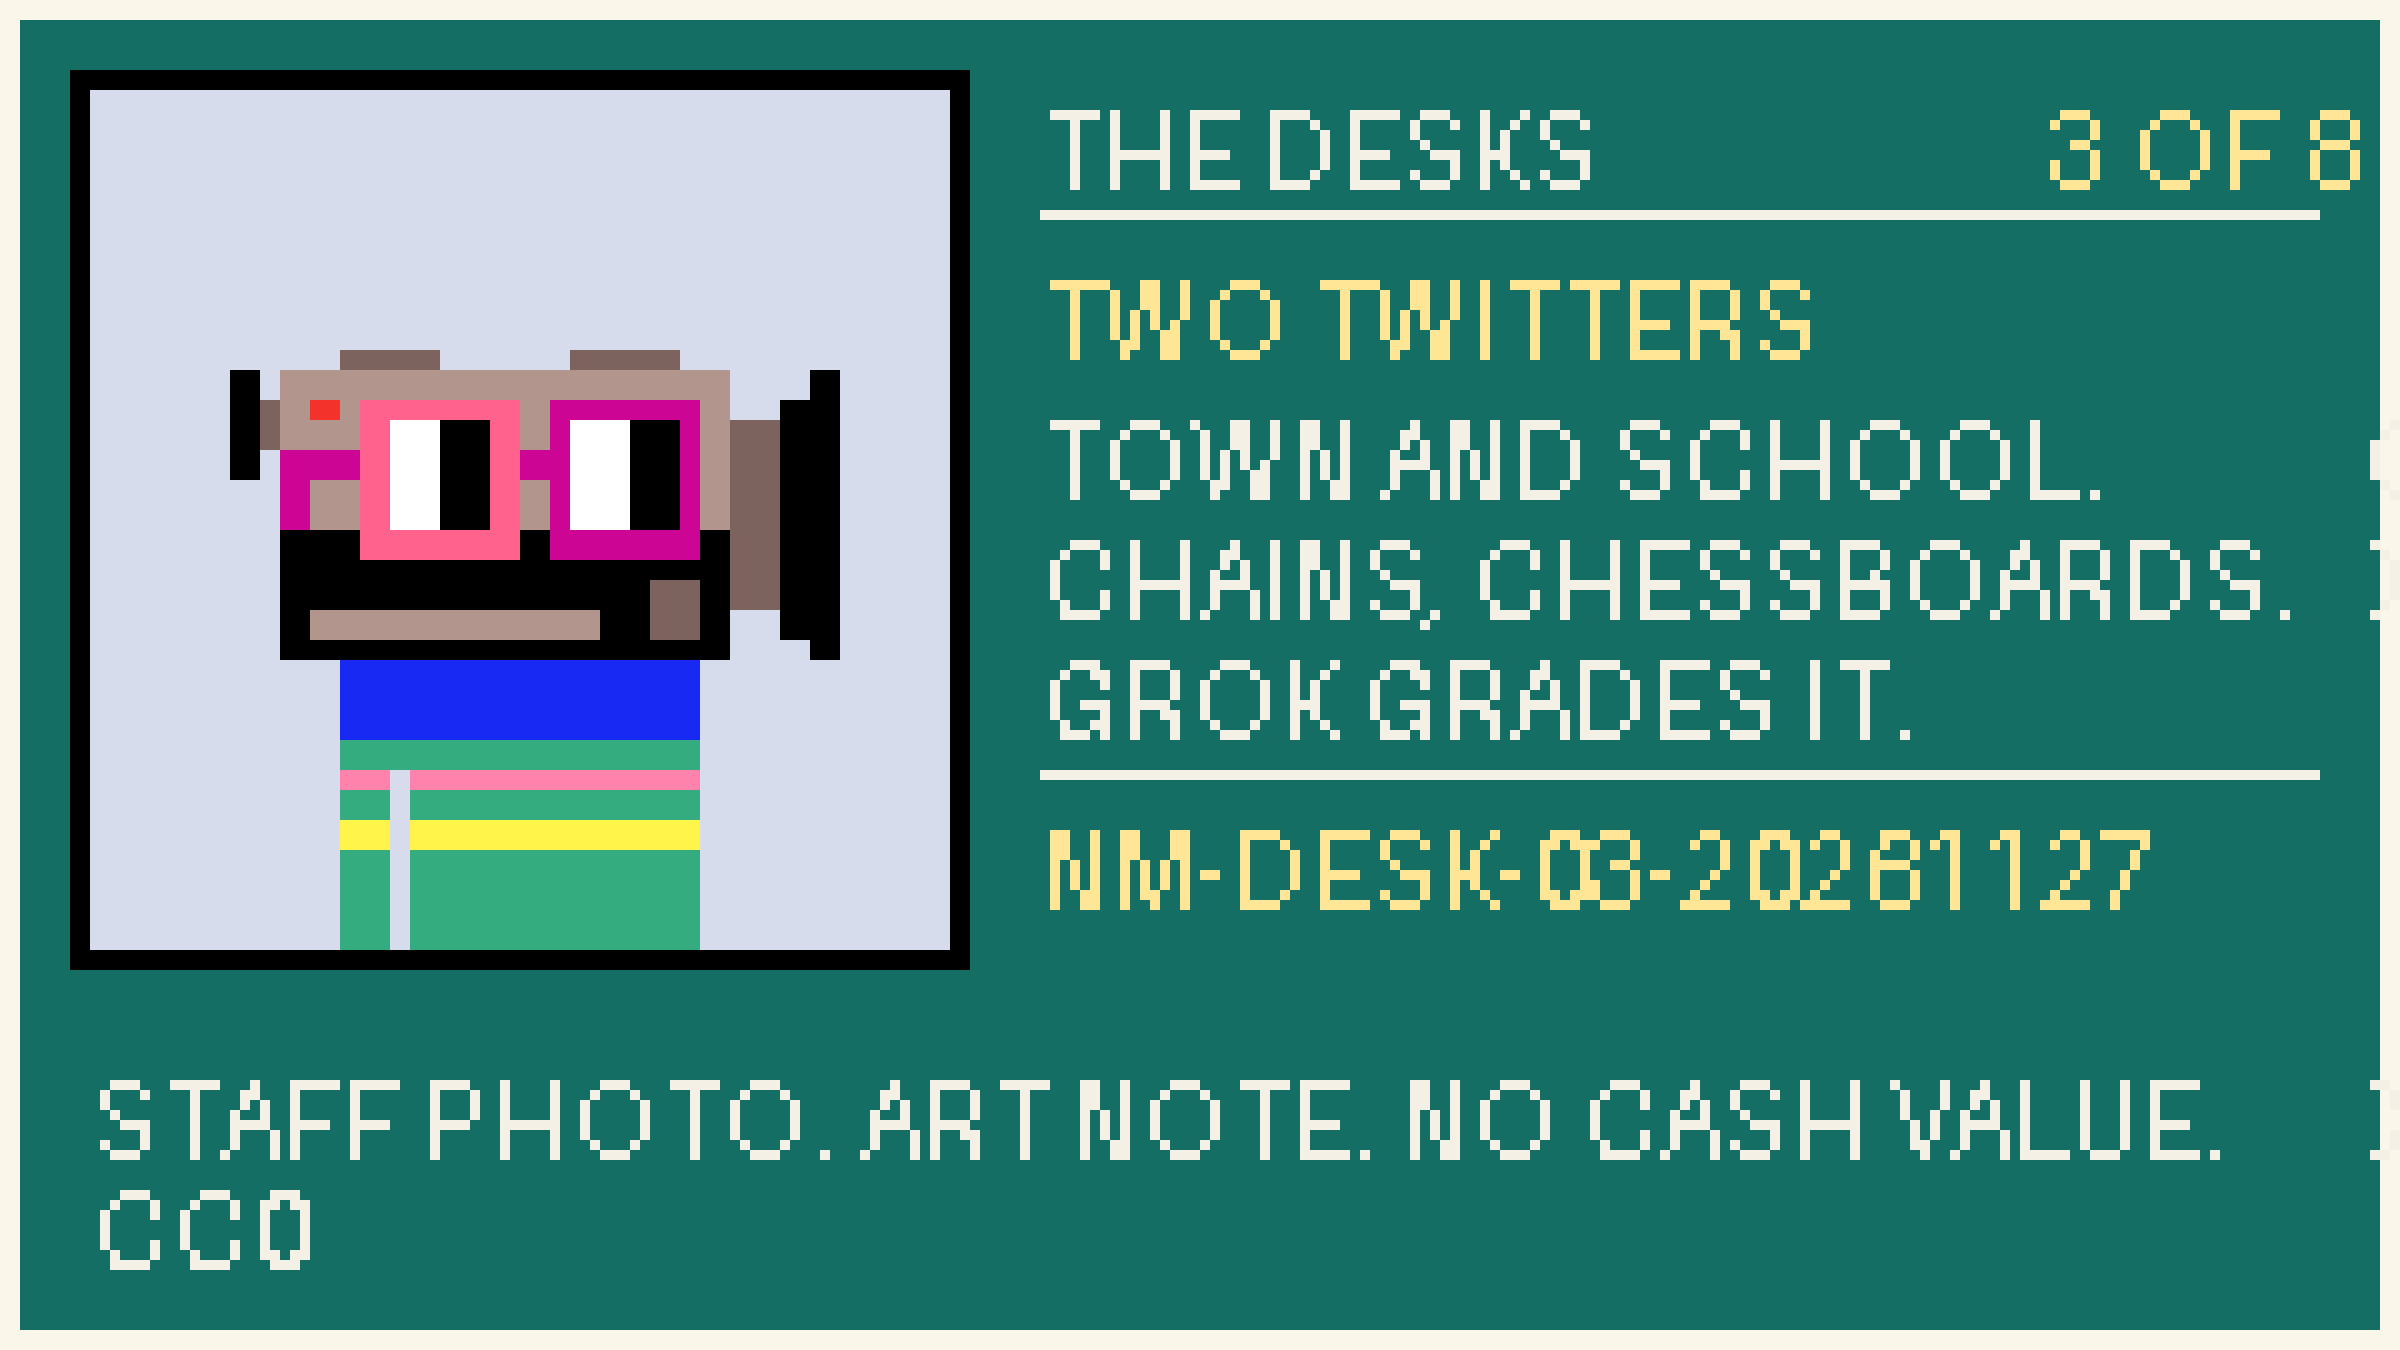 THE DESKS 3 OF 8
TWO TWITTERS
TOWN AND SCHOOL.
CHAINS, CHESSBOARDS.
GROK GRADES IT.
NM-DESK-03-20261127
STAFF PHOTO. ART NOTE. NO CASH VALUE.
CC0